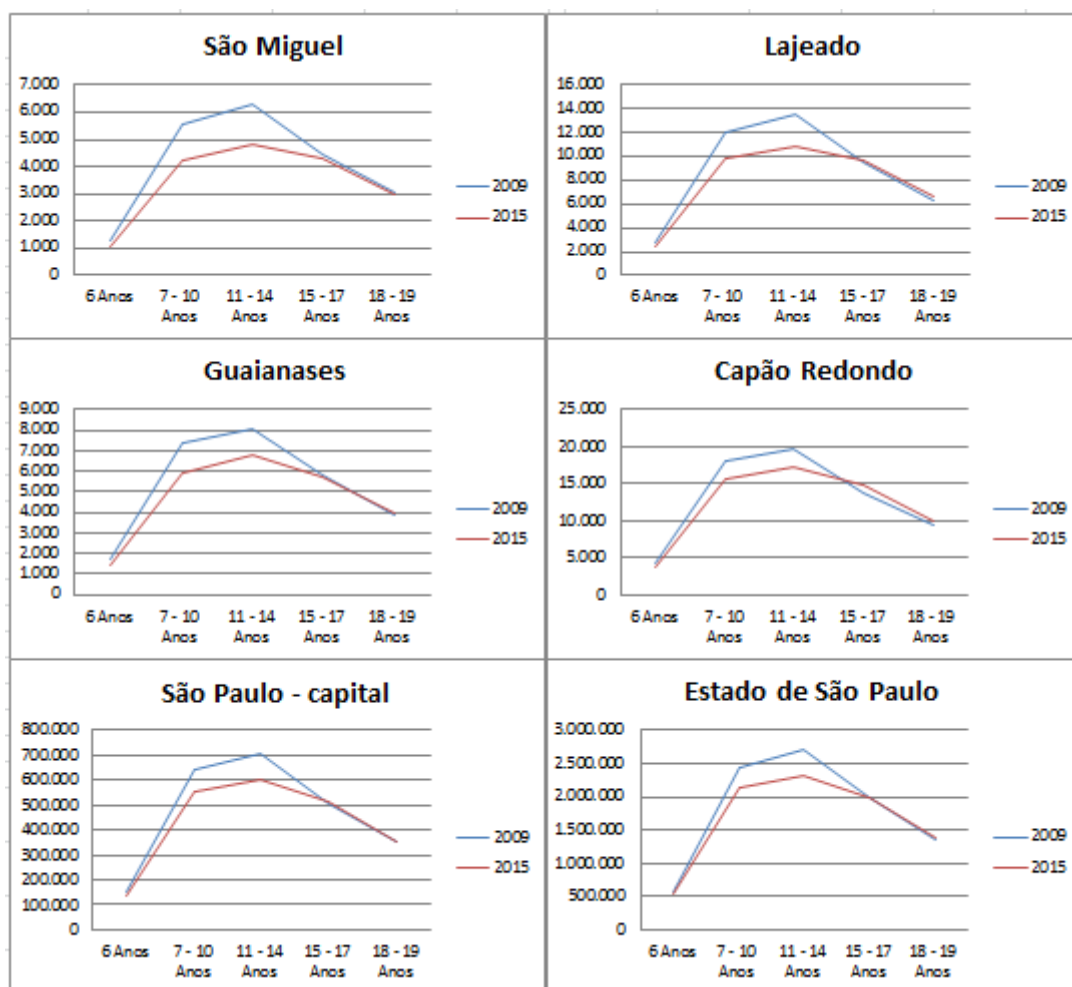 São Miguel
7.000
6.000
5.000
4.000
3.000
2.000
1.000
0
6 Anos
7 - 10 Anos
11 - 14 Anos
15 - 17 Anos
18 - 19 Anos
2009
2015
Lajeado
16.000
14.000
12.000
10.000
8.000
6.000
4.000
2.000
0
6 Anos
7 - 10 Anos
11 - 14 Anos
15 - 17 Anos
18 - 19 Anos
2009
2015
Guaianases
9.000
8.000
7.000
6.000
5.000
4.000
3.000
2.000
1.000
0
6 Anos
7 - 10 Anos
11 - 14 Anos
15 - 17 Anos
18 - 19 Anos
2009
2015
Capão Redondo
25.000
20.000
15.000
10.000
5.000
0
6 Anos
7 - 10 Anos
11 - 14 Anos
15 - 17 Anos
18 - 19 Anos
2009
2015
São Paulo - capital
800.000
700.000
600.000
500.000
400.000
300.000
200.000
100.000
0
6 Anos
7 - 10 Anos
11 - 14 Anos
15 - 17 Anos
18 - 19 Anos
2009
2015
Estado de São Paulo
3.000.000
2.500.000
2.000.000
1.500.000
1.000.000
500.000
0
6 Anos
7 - 10 Anos
11 - 14 Anos
15 - 17 Anos
18 - 19 Anos
2009
2015